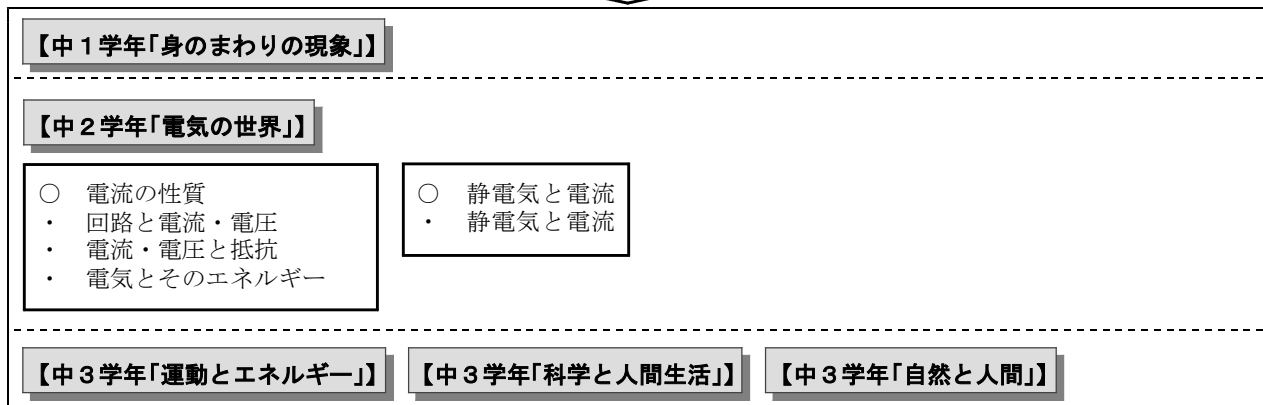 【中１学年「身のまわりの現象」】
【中２学年「電気の世界」】
○　電流の性質
・　回路と電流・電圧
・　電流・電圧と抵抗
・　電気とそのエネルギー
○　静電気と電流
・　静電気と電流
【中３学年「運動とエネルギー」】
【中３学年「科学と人間生活」】
【中３学年「自然と人間」】